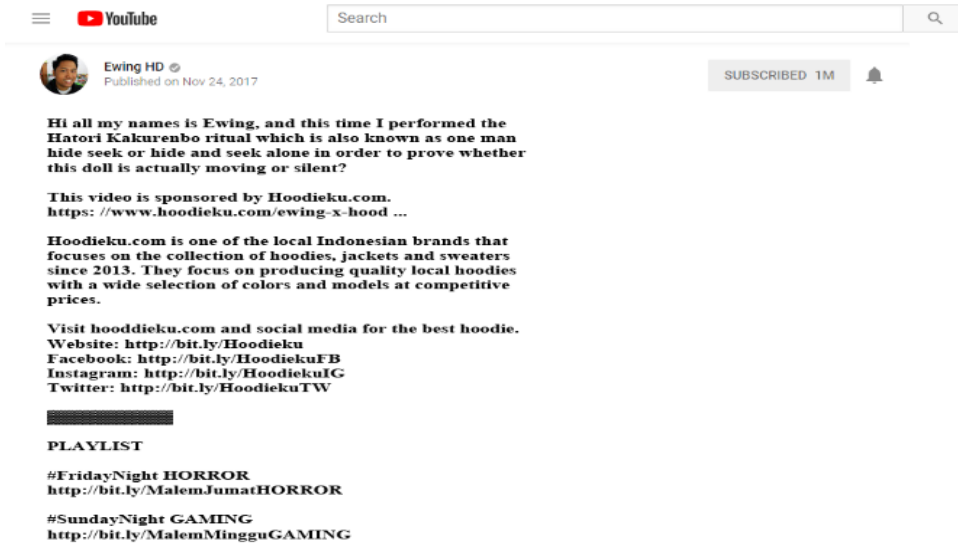 YouTube
Search
Ewing HD
Published on Nov 24, 2017
SUBSCRIBED 1M
Hi all my names is Ewing, and this time I performed the
Hatori Kakurenbo ritual which is also known as one man
hide seek or hide and seek alone in order to prove whether
this doll is actually moving or silent?
This video is sponsored by Hoodieku.com.
https: //www.hoodieku.com/ewing-x-hood ...
Hoodieku.com is one of the local Indonesian brands that
focuses on the collection of hoodies, jackets and sweaters
since 2013. They focus on producing quality local hoodies
with a wide selection of colors and models at competitive
prices.
Visit hooddieku.com and social media for the best hoodie.
Website: http://bit.ly/Hoodieku
Facebook: http://bit.ly/HoodiekuFB
Instagram: http://bit.ly/HoodiekuIG
Twitter: http://bit.ly/HoodiekuTW
PLAYLIST
#FridayNight HORROR
http://bit.ly/MalemJumatHORROR
#SundayNight GAMING
http://bit.ly/MalemMingguGAMING